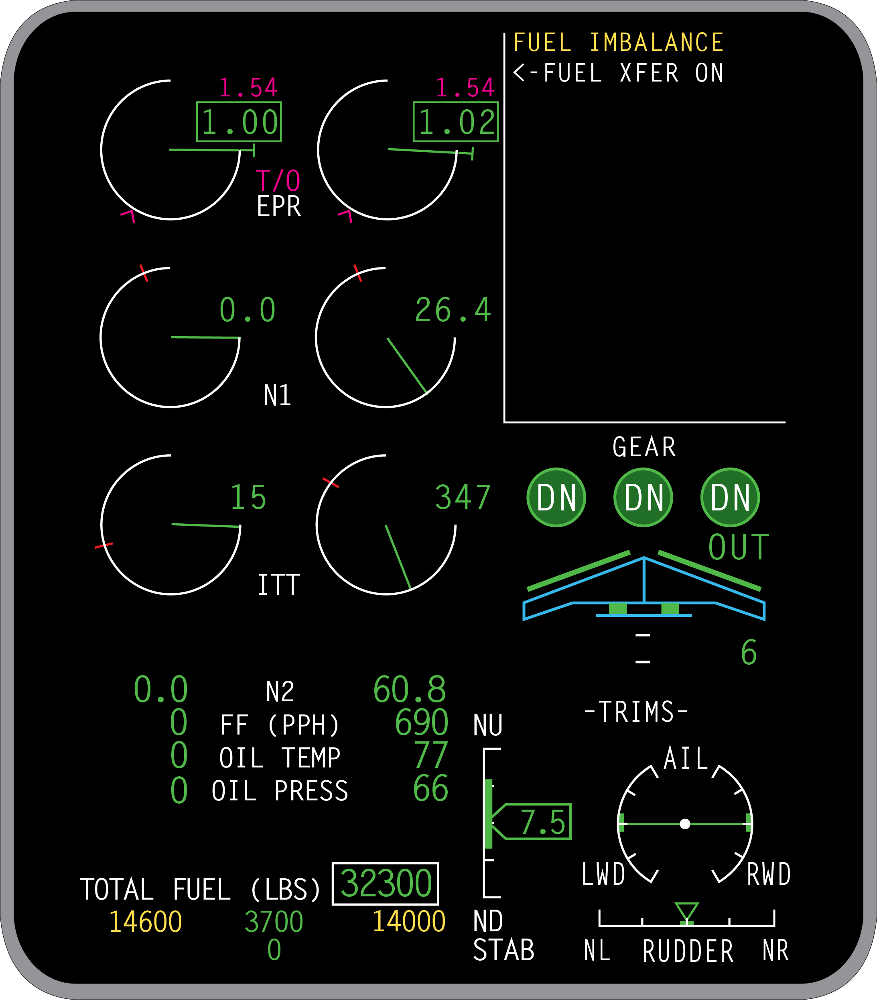 FUEL IMBALANCE
<-FUEL XFER ON
1.54 1.54
1.00 1.02
T/O
EPR
0.0 26.4
N1
15 347
ITT
GEAR
DN DN DN
OUT
6
0.0 N2 60.8
0 FF (PPH) 690
0 OIL TEMP 77
0 OIL PRESS 66
TOTAL FUEL (LBS) 32300
14600 3700 14000
0
-TRIMS-
NU
7.5
ND
STAB
AIL
LWD RWD
NL RUDDER NR